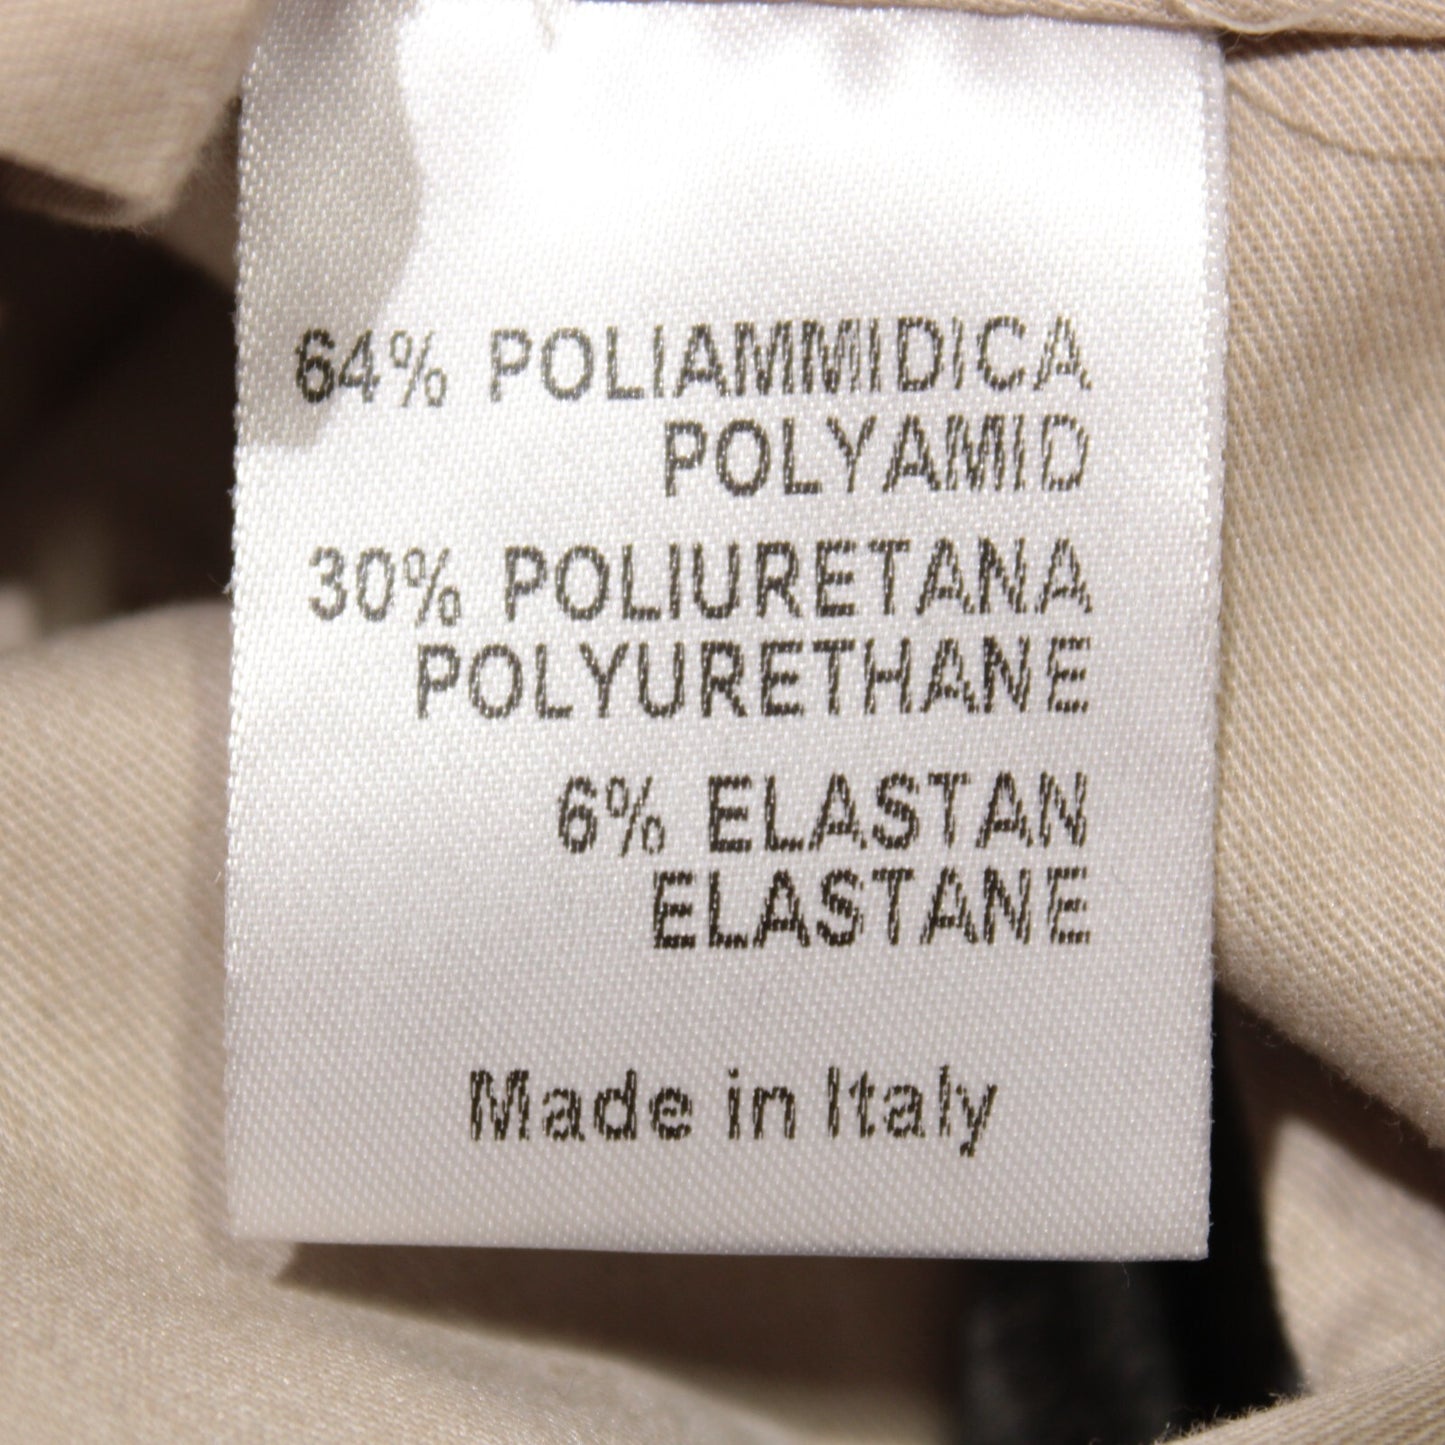 64% POLIAMMIDICA
POLYAMID
30% POLIURETANA
POLYURETHANE
6% ELASTAN
ELASTANE
Made in Italy